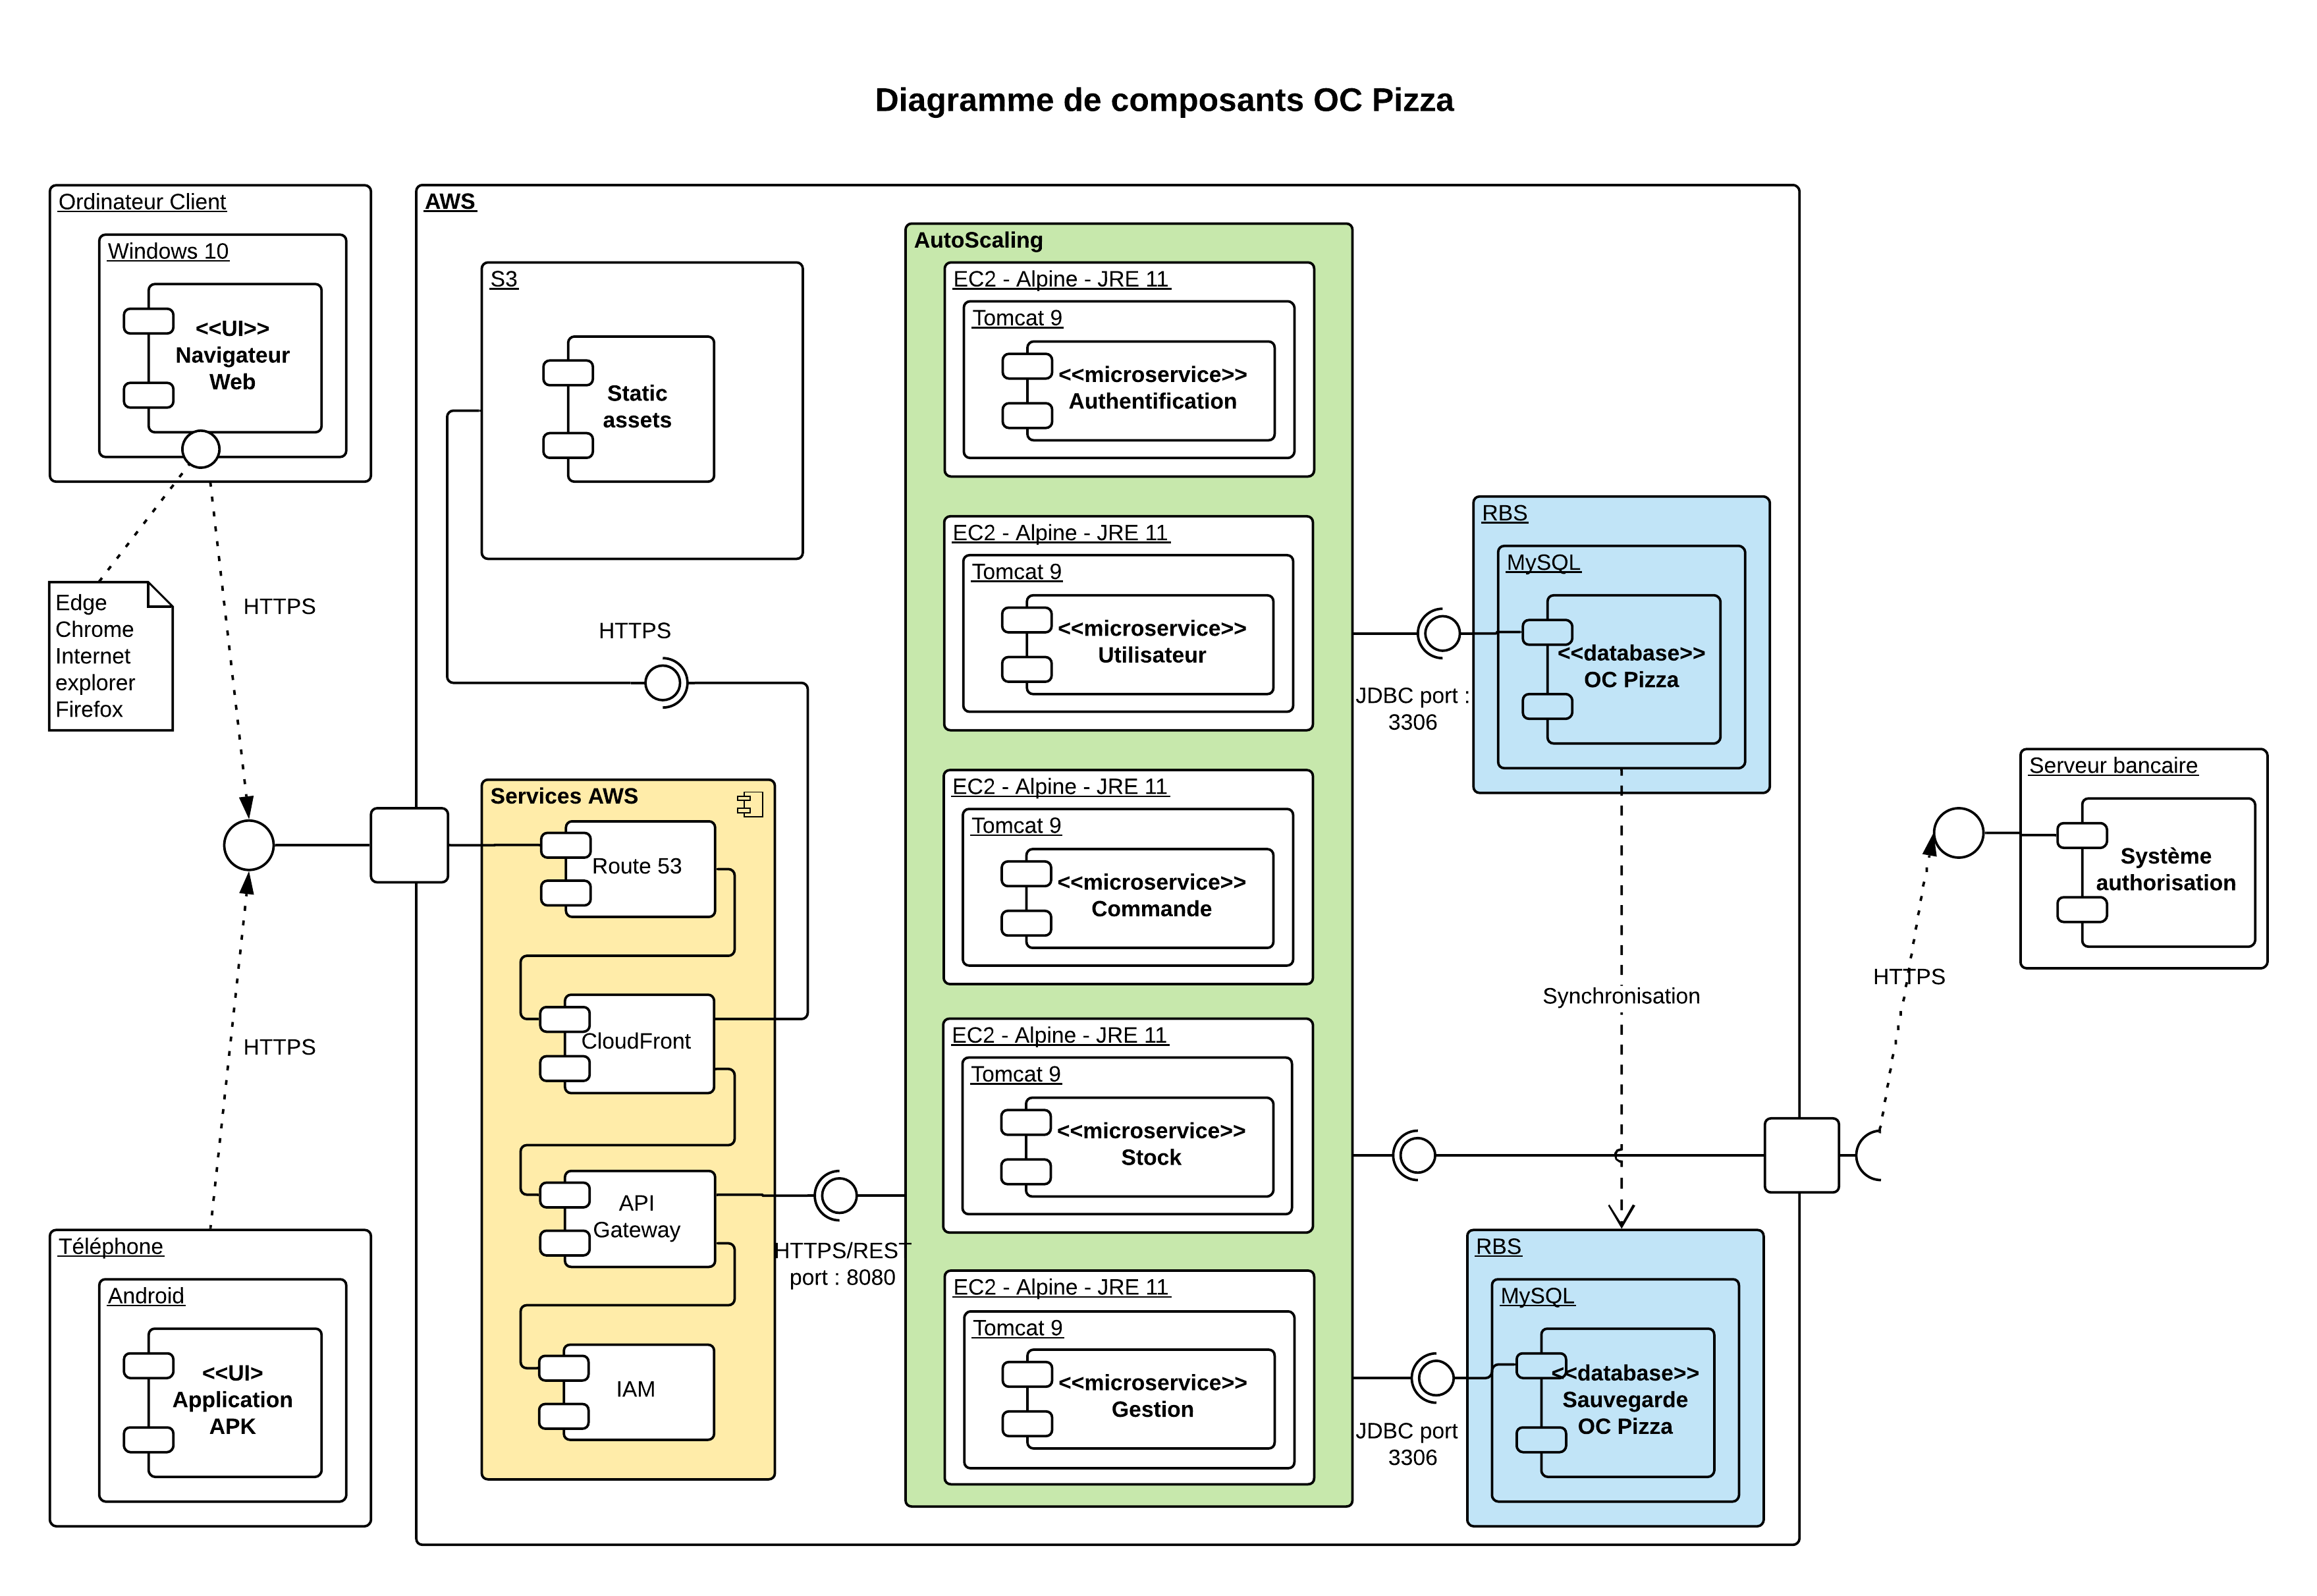 Diagramme de composants OC Pizza
Ordinateur Client
Windows 10
<<UI>>
Navigateur
Web
Edge
Chrome
Internet
explorer
Firefox
HTTPS
HTTPS
Téléphone
Android
<<UI>
Application
APK
AWS
S3
Static
assets
HTTPS
Services AWS
Route 53
CloudFront
API
Gateway
IAM
HTTPS/REST
port : 8080
AutoScaling
EC2 - Alpine - JRE 11
Tomcat 9
<<microservice>>
Authentification
EC2 - Alpine - JRE 11
Tomcat 9
<<microservice>>
Utilisateur
EC2 - Alpine - JRE 11
Tomcat 9
<<microservice>>
Commande
EC2 - Alpine - JRE 11
Tomcat 9
<<microservice>>
Stock
EC2 - Alpine - JRE 11
Tomcat 9
<<microservice>>
Gestion
JDBC port :
3306
RBS
MySQL
<<database>>
OC Pizza
Synchronisation
JDBC port
3306
RBS
MySQL
<<database>>
Sauvegarde
OC Pizza
HTTPS
Serveur bancaire
Système
authorisation